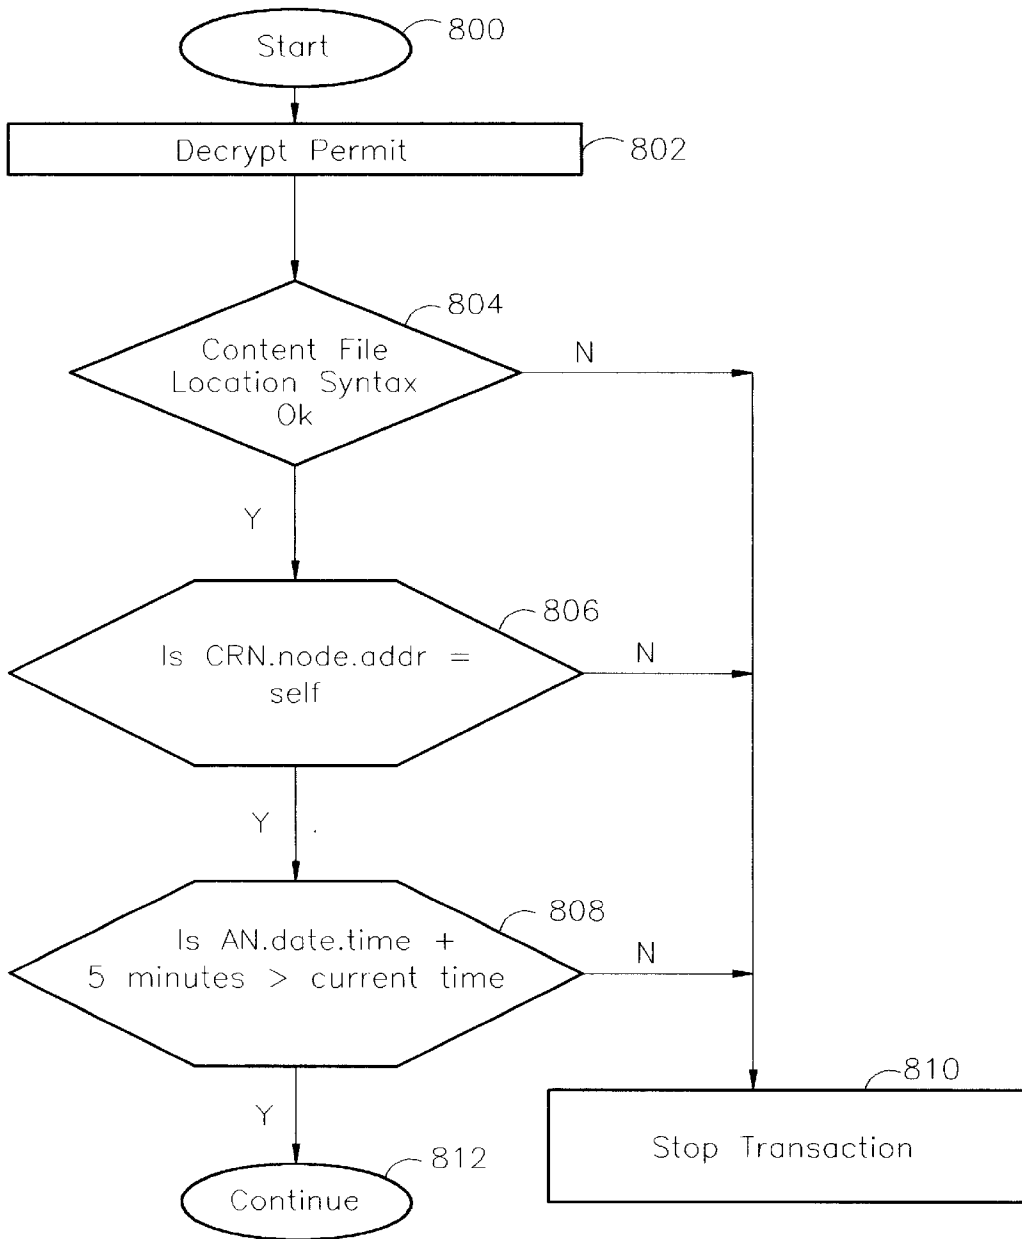 Start
800
Decrypt Permit
802
804
Content File
Location Syntax
Ok
N
Y
806
Is CRN.node.addr =
self
N
Y
808
Is AN.date.time +
5 minutes > current time
N
810
Y
Stop Transaction
812
Continue